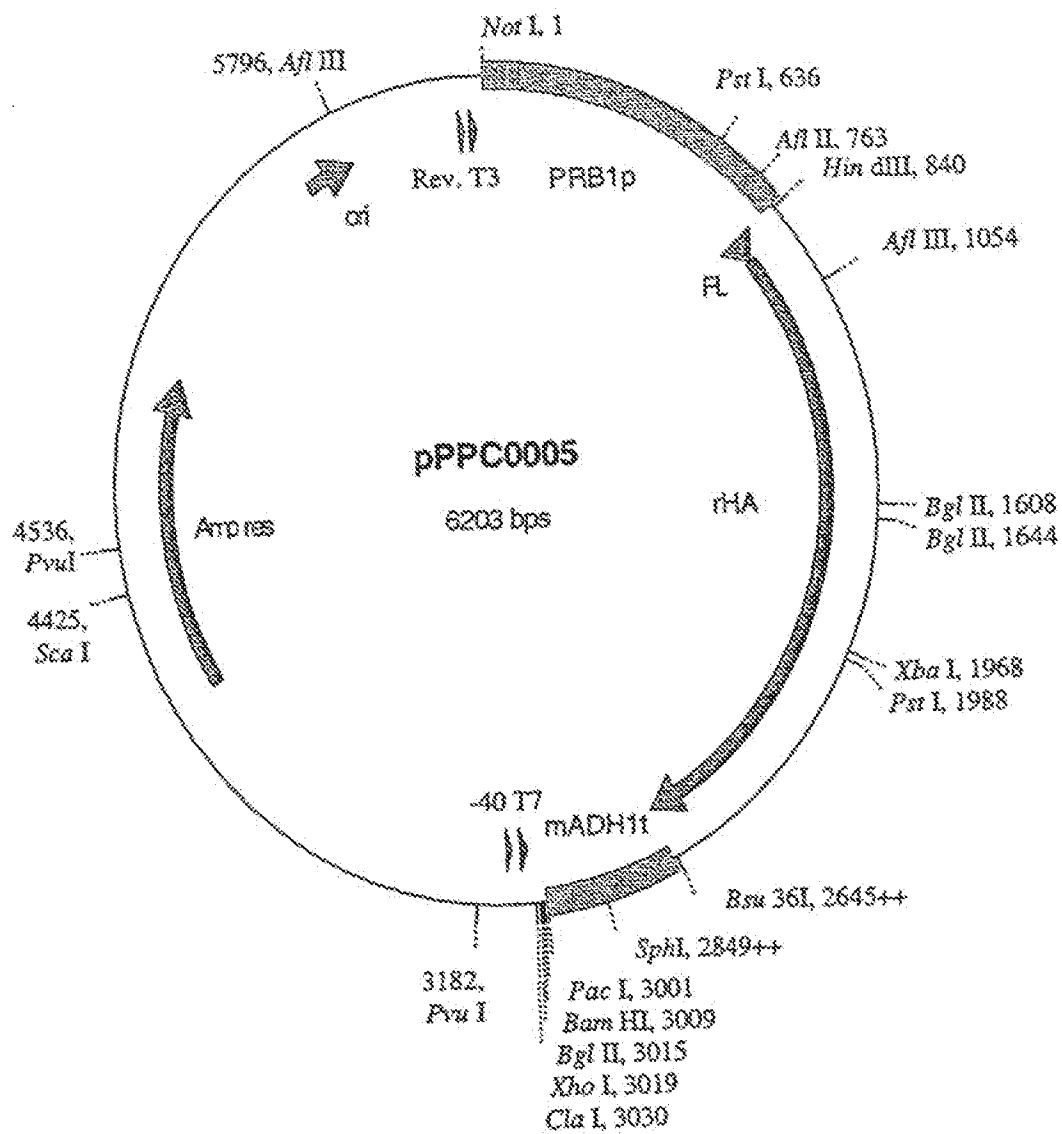 Not I, 1
5796, Afl III
Pst I, 636
Afl II, 763
Hin dIII, 840
Rev. T3
PRB1p
ori
Afl III, 1054
FL
pPPC0005
6203 bps
rHA
Amp res
Bgl II, 1608
Bgl II, 1644
4536,
PvuI
4425,
Sca I
Xba I, 1968
Pst I, 1988
-40 T7
mADH1t
Bsu 36I, 2645++
SphI, 2849++
3182,
Pvu I
Pac I, 3001
Bam HI, 3009
Bgl II, 3015
Xho I, 3019
Cla I, 3030